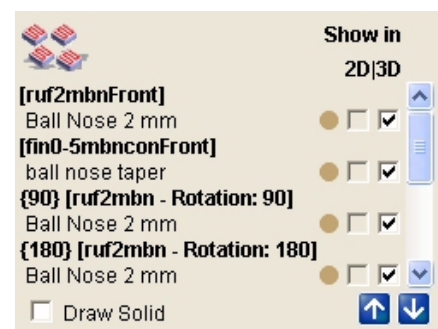 Show in
2D|3D
[ruf2mbnFront]
Ball Nose 2 mm
[fin0-5mbnconFront]
ball nose taper
{90} [ruf2mbn - Rotation: 90]
Ball Nose 2 mm
{180} [ruf2mbn - Rotation: 180]
Ball Nose 2 mm
Draw Solid